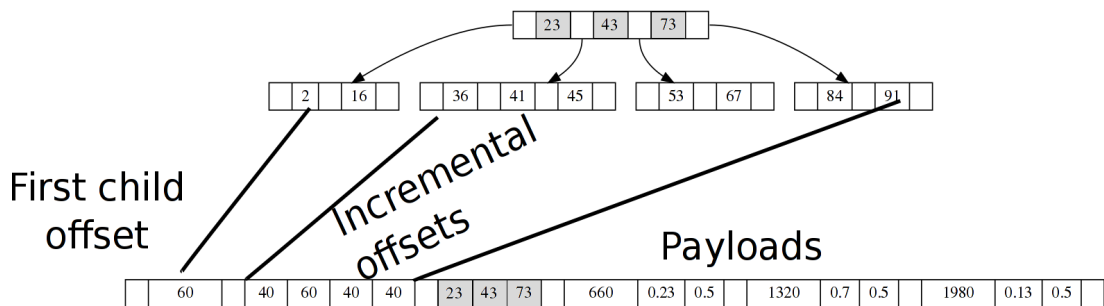 23 43 73
2 16 36 41 45 53 67 84 91
First child
offset
Incremental
offsets
Payloads
60 40 60 40 40 23 43 73 660 0.23 0.5 1320 0.7 0.5 1980 0.13 0.5